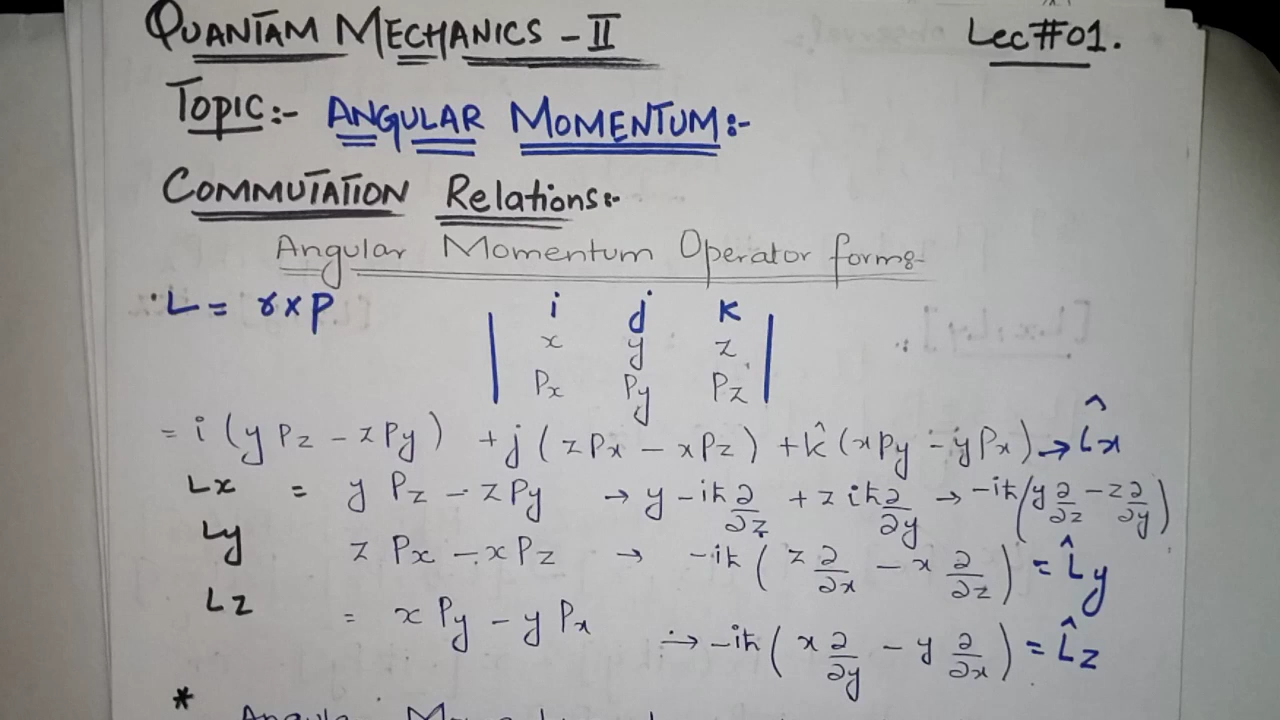 QUANTAM MECHANICS - II Lec#01.
TOPIC:- ANGULAR MOMENTUM:-
COMMUTATION Relations:-
Angular Momentum Operator forms:-
L = r×p
i j k
x y z
Px Py Pz
= i (y Pz - z Py) + j (z Px - x Pz) + k̂ (x Py - y Px) → L̂x
Lx = y Pz - z Py → y -iħ ∂/∂z + z iħ ∂/∂y → -iħ (y ∂/∂z - z ∂/∂y)
Ly z Px - x Pz → -iħ ( z ∂/∂x - x ∂/∂z ) = L̂y
Lz = x Py - y Px → -iħ ( x ∂/∂y - y ∂/∂x ) = L̂z
*